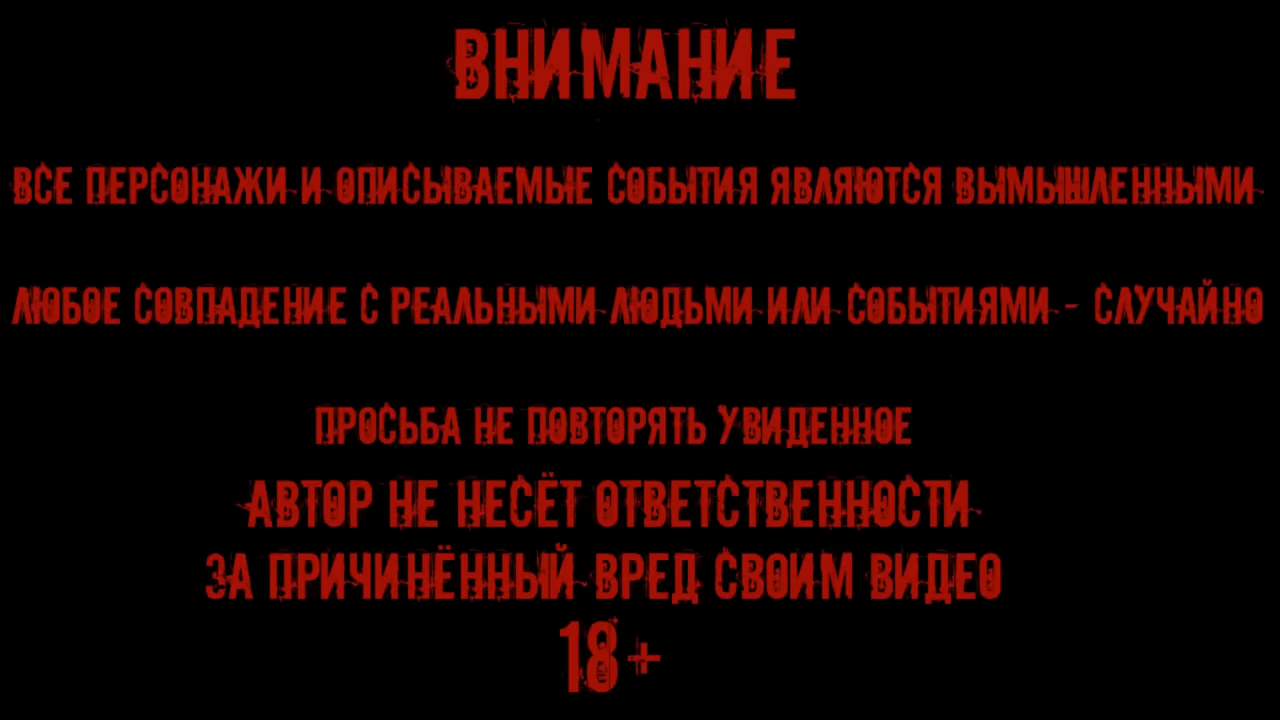 ВНИМАНИЕ
ВСЕ ПЕРСОНАЖИ И ОПИСЫВАЕМЫЕ СОБЫТИЯ ЯВЛЯЮТСЯ ВЫМЫШЛЕННЫМИ
ЛЮБОЕ СОВПАДЕНИЕ С РЕАЛЬНЫМИ ЛЮДЬМИ ИЛИ СОБЫТИЯМИ - СЛУЧАЙНО
ПРОСЬБА НЕ ПОВТОРЯТЬ УВИДЕННОЕ
АВТОР НЕ НЕСЁТ ОТВЕТСТВЕННОСТИ
ЗА ПРИЧИНЁННЫЙ ВРЕД СВОИМ ВИДЕО
18+